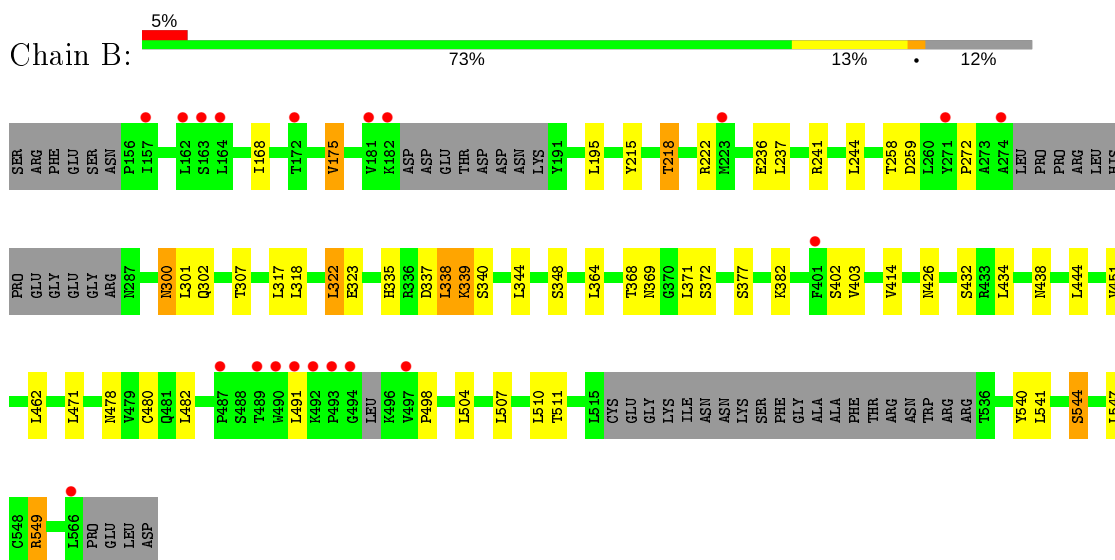 5%
Chain B:
73% 13% • 12%
SER ARG PHE GLU SER ASN P156 I157 L162 S163 L164 I168 T172 V175 V181 K182 ASP ASP GLU THR ASP ASP ASN LYS Y191 L195 Y215 T218 R222 M223 E236 L237 R241 L244 T258 D259 L260 Y271 P272 A273 A274 LEU PRO PRO ARG LEU HIS
PRO GLU GLY GLU GLY ARG N287 N300 L301 Q302 T307 L317 L318 L322 E323 H335 R336 D337 L338 K339 S340 L344 S348 L364 T368 N369 G370 L371 S372 S377 K382 F401 S402 V403 V414 N426 S432 R433 L434 N438 L444
L462 L471 N478 V479 C480 Q481 L482 P487 S488 T489 W490 L491 K492 P493 G494 LEU K496 V497 P498 L504 L507 L510 T511 L515 CYS GLU GLY LYS ILE ASN ASN LYS SER PHE GLY ALA ALA PHE THR ARG ASN TRP ARG ARG T536 Y540 L541 S544 L547
C548 R549 L566 PRO GLU LEU ASP